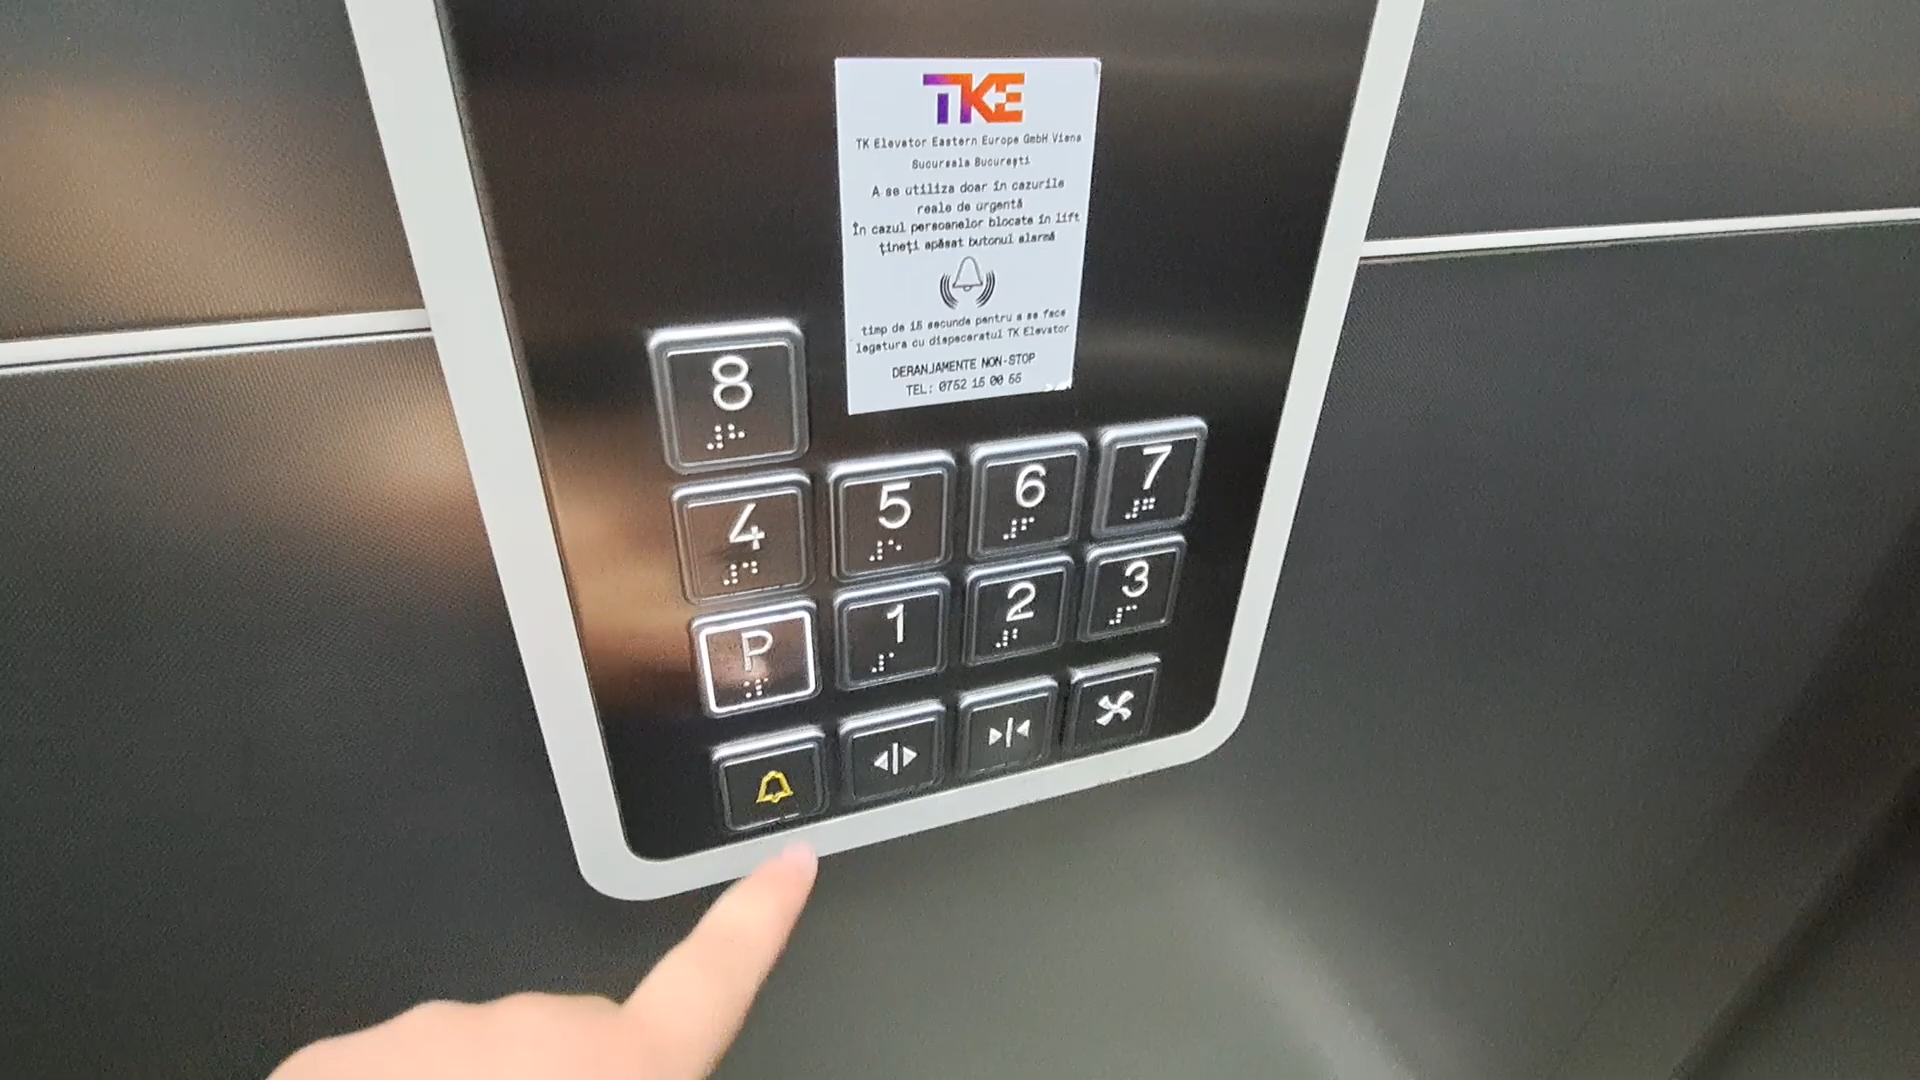 TKE
TK Elevator Eastern Europe GmbH Viena
Sucursala București
A se utiliza doar în cazurile
reale de urgentă
În cazul persoanelor blocate în lift
țineți apăsat butonul alarmă
timp de 15 secunde pentru a se face
legatura cu dispeceratul TK Elevator
DERANJAMENTE NON-STOP
TEL: 0752 15 00 55
8
4 5 6 7
P 1 2 3